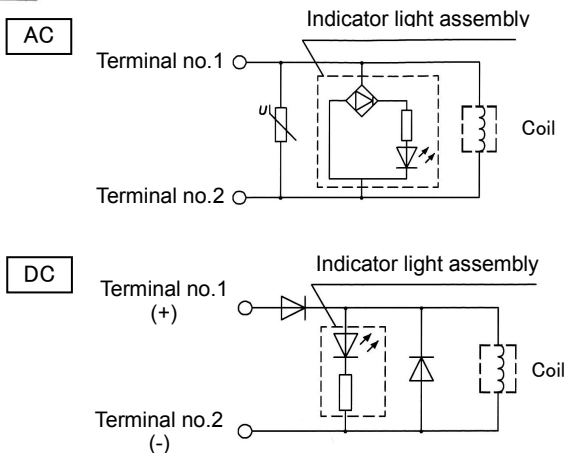 AC
Indicator light assembly
Terminal no.1
U
Coil
Terminal no.2
DC
Indicator light assembly
Terminal no.1
(+)
Coil
Terminal no.2
(-)